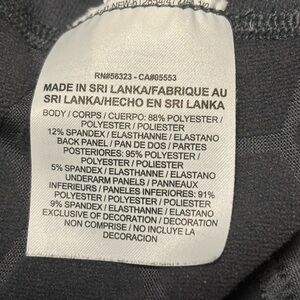 RN#56323 - CA#05553
MADE IN SRI LANKA/FABRIQUE AU
SRI LANKA/HECHO EN SRI LANKA
BODY / CORPS / CUERPO: 88% POLYESTER /
POLYESTER / POLIESTER
12% SPANDEX / ELASTHANNE / ELASTANO
BACK PANEL / PAN DE DOS / PARTES
POSTERIORES: 95% POLYESTER /
POLYESTER / POLIESTER
5% SPANDEX / ELASTHANNE / ELASTANO
UNDERARM PANELS / PANNEAUX
INFERIEURS / PANELES INFERIORES: 91%
POLYESTER / POLYESTER / POLIESTER
9% SPANDEX / ELASTHANNE / ELASTANO
EXCLUSIVE OF DECORATION / DECORATION
NON COMPRISE / NO INCLUYE LA
DECORACION